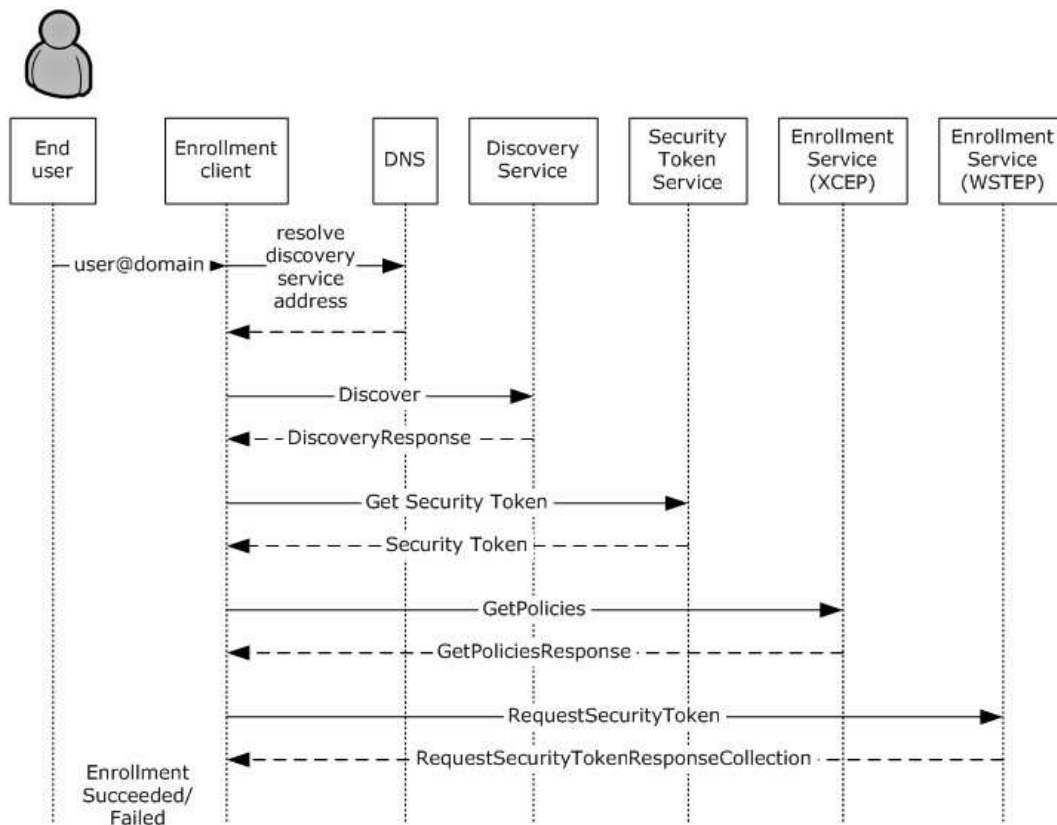 End
user
Enrollment
client
DNS
Discovery
Service
Security
Token
Service
Enrollment
Service
(XCEP)
Enrollment
Service
(WSTEP)
user@domain
resolve
discovery
service
address
Discover
DiscoveryResponse
Get Security Token
Security Token
GetPolicies
GetPoliciesResponse
RequestSecurityToken
RequestSecurityTokenResponseCollection
Enrollment
Succeeded/
Failed